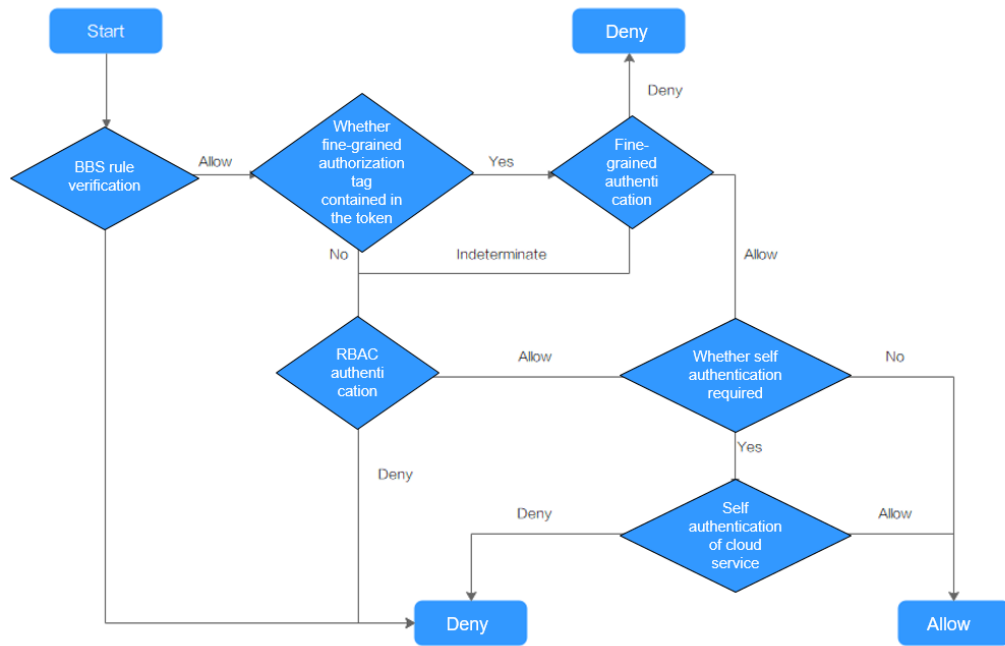 Start
Deny
Deny
BBS rule
verification
Allow
Whether
fine-grained
authorization
tag
contained in
the token
Yes
Fine-
grained
authenti
cation
No
Indeterminate
Allow
RBAC
authenti
cation
Allow
Whether self
authentication
required
No
Yes
Deny
Deny
Self
authentication
of cloud
service
Allow
Deny
Allow